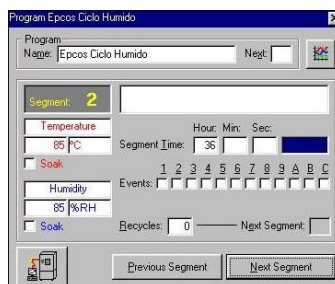 Program Epcos Ciclo Humido
Program
Name: Epcos Ciclo Humido Next:
Segment: 2
Temperature
85 °C
Soak
Humidity
85 %RH
Soak
Hour: Min: Sec:
Segment Time: 36
1 2 3 4 5 6 7 8 9 A B C
Events:
Recycles: 0 Next Segment:
Previous Segment Next Segment